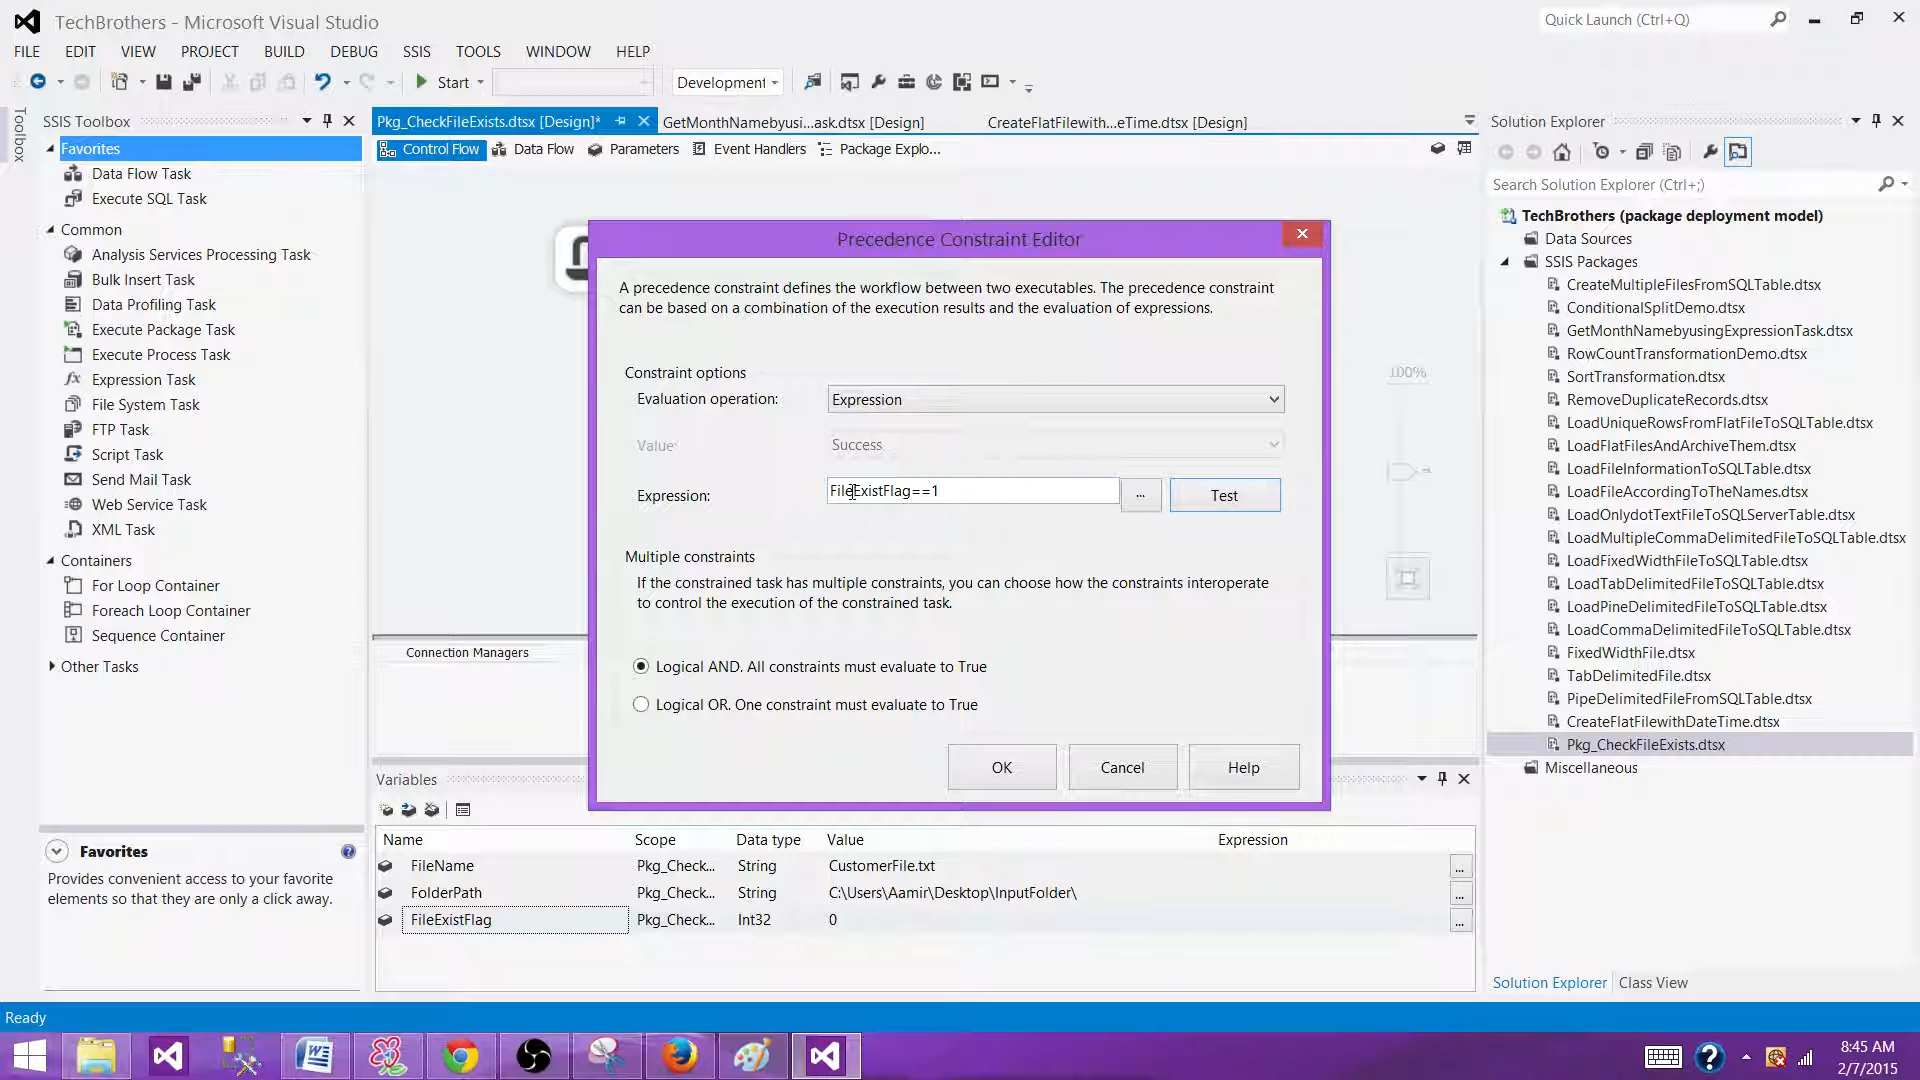 TechBrothers - Microsoft Visual Studio
Quick Launch (Ctrl+Q)
FILE EDIT VIEW PROJECT BUILD DEBUG SSIS TOOLS WINDOW HELP
Start
Development
Toolbox
SSIS Toolbox
Favorites
Data Flow Task
Execute SQL Task
Common
Analysis Services Processing Task
Bulk Insert Task
Data Profiling Task
Execute Package Task
Execute Process Task
Expression Task
File System Task
FTP Task
Script Task
Send Mail Task
Web Service Task
XML Task
Containers
For Loop Container
Foreach Loop Container
Sequence Container
Other Tasks
Favorites
Provides convenient access to your favorite
elements so that they are only a click away.
Pkg_CheckFileExists.dtsx [Design]* GetMonthNamebyusi...ask.dtsx [Design] CreateFlatFilewith...eTime.dtsx [Design]
Control Flow Data Flow Parameters Event Handlers Package Explo...
100%
Precedence Constraint Editor
A precedence constraint defines the workflow between two executables. The precedence constraint
can be based on a combination of the execution results and the evaluation of expressions.
Constraint options
Evaluation operation: Expression
Value: Success
Expression: FileExistFlag==1 ... Test
Multiple constraints
If the constrained task has multiple constraints, you can choose how the constraints interoperate
to control the execution of the constrained task.
Logical AND. All constraints must evaluate to True
Logical OR. One constraint must evaluate to True
OK Cancel Help
Connection Managers
Variables
Name Scope Data type Value Expression
FileName Pkg_Check... String CustomerFile.txt ...
FolderPath Pkg_Check... String C:\Users\Aamir\Desktop\InputFolder\ ...
FileExistFlag Pkg_Check... Int32 0 ...
Solution Explorer
Search Solution Explorer (Ctrl+;)
TechBrothers (package deployment model)
Data Sources
SSIS Packages
CreateMultipleFilesFromSQLTable.dtsx
ConditionalSplitDemo.dtsx
GetMonthNamebyusingExpressionTask.dtsx
RowCountTransformationDemo.dtsx
SortTransformation.dtsx
RemoveDuplicateRecords.dtsx
LoadUniqueRowsFromFlatFileToSQLTable.dtsx
LoadFlatFilesAndArchiveThem.dtsx
LoadFileInformationToSQLTable.dtsx
LoadFileAccordingToTheNames.dtsx
LoadOnlydotTextFileToSQLServerTable.dtsx
LoadMultipleCommaDelimitedFileToSQLTable.dtsx
LoadFixedWidthFileToSQLTable.dtsx
LoadTabDelimitedFileToSQLTable.dtsx
LoadPineDelimitedFileToSQLTable.dtsx
LoadCommaDelimitedFileToSQLTable.dtsx
FixedWidthFile.dtsx
TabDelimitedFile.dtsx
PipeDelimitedFileFromSQLTable.dtsx
CreateFlatFilewithDateTime.dtsx
Pkg_CheckFileExists.dtsx
Miscellaneous
Solution Explorer Class View
Ready
8:45 AM
2/7/2015